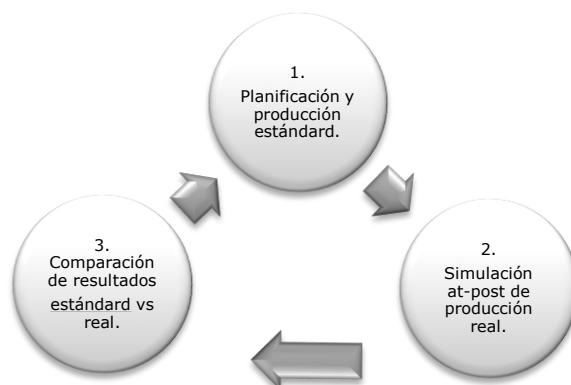 1.
Planificación y
producción
estándard.
2.
Simulación
at-post de
producción
real.
3.
Comparación
de resultados
estándard vs
real.